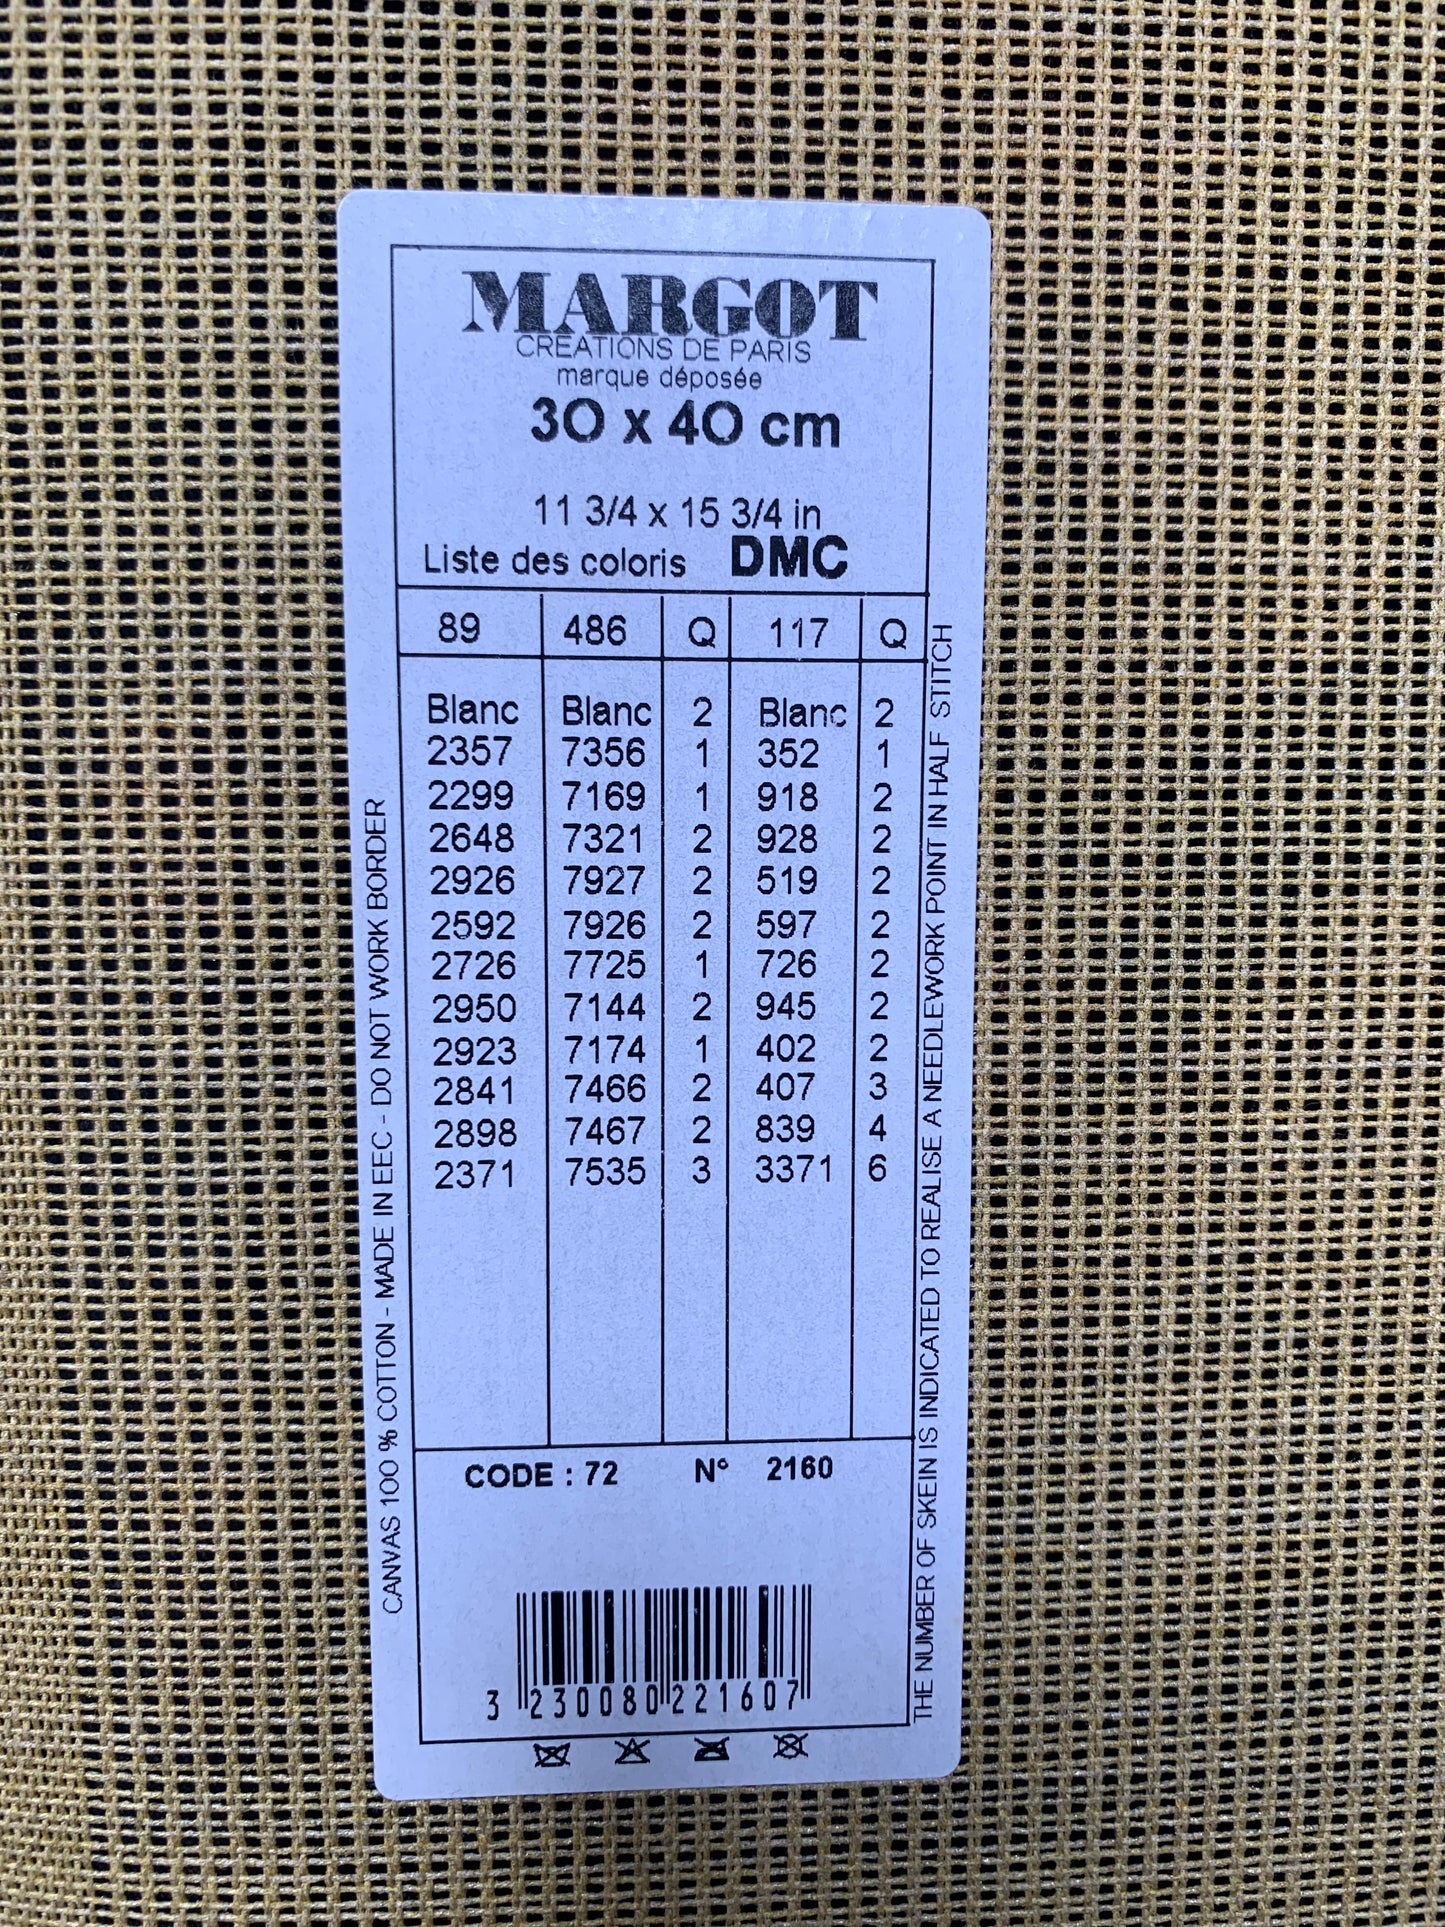 MARGOT
CREATIONS DE PARIS
marque déposée
30 x 40 cm
11 3/4 x 15 3/4 in
Liste des coloris DMC
89 486 Q 117 Q
Blanc Blanc 2 Blanc 2
2357 7356 1 352 1
2299 7169 1 918 2
2648 7321 2 928 2
2926 7927 2 519 2
2592 7926 2 597 2
2726 7725 1 726 2
2950 7144 2 945 2
2923 7174 1 402 2
2841 7466 2 407 3
2898 7467 2 839 4
2371 7535 3 3371 6
CODE : 72 N° 2160
3 230080 221607
CANVAS 100 % COTTON - MADE IN EEC - DO NOT WORK BORDER
THE NUMBER OF SKEIN IS INDICATED TO REALISE A NEEDLEWORK POINT IN HALF STITCH